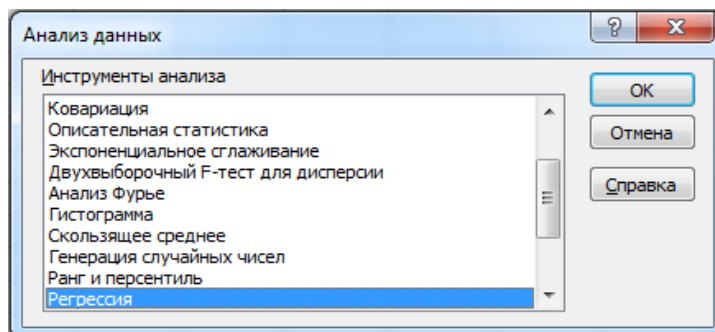 Анализ данных
Инструменты анализа
Ковариация
Описательная статистика
Экспоненциальное сглаживание
Двухвыборочный F-тест для дисперсии
Анализ Фурье
Гистограмма
Скользящее среднее
Генерация случайных чисел
Ранг и персентиль
Регрессия
OK
Отмена
Справка